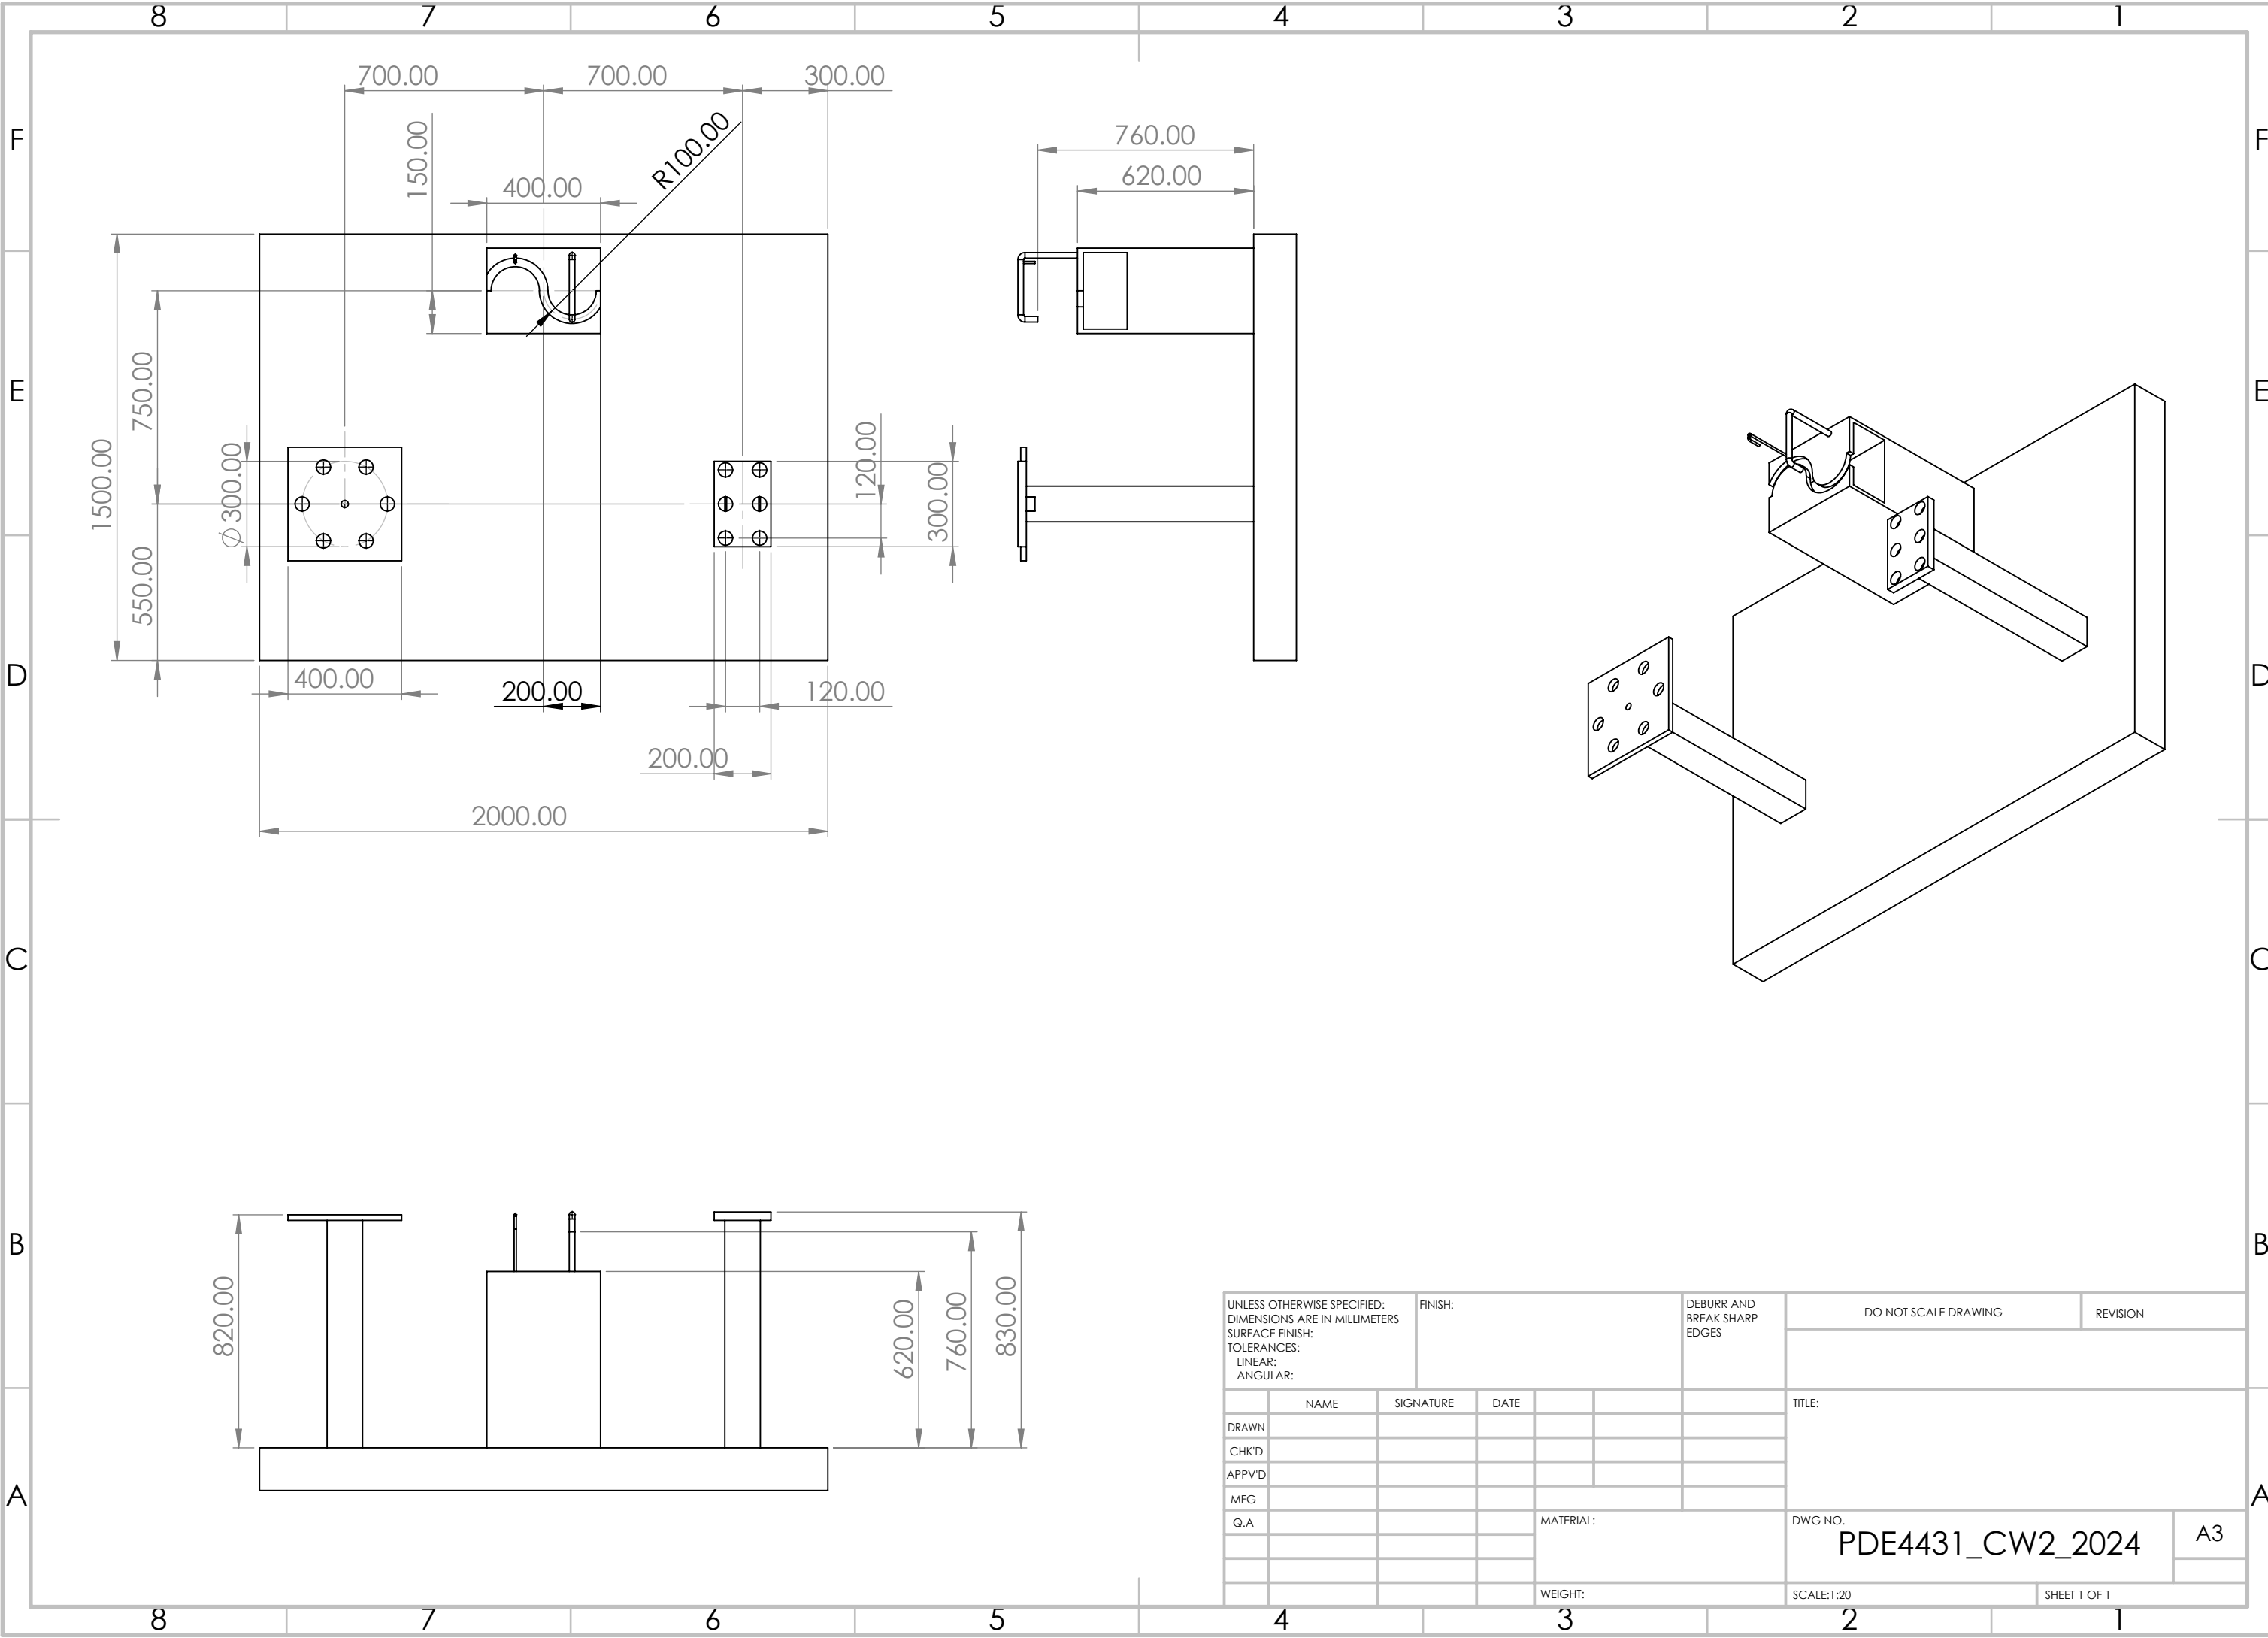 8 7 6 5 4 3 2 1
F F
E E
D D
C C
B B
A A
700.00 700.00 300.00
150.00
400.00
R100.00
1500.00
750.00
550.00
∅300.00
120.00
300.00
400.00
200.00
120.00
200.00
2000.00
760.00
620.00
820.00
620.00
760.00
830.00
UNLESS OTHERWISE SPECIFIED:
DIMENSIONS ARE IN MILLIMETERS
SURFACE FINISH:
TOLERANCES:
LINEAR:
ANGULAR:
FINISH:
DEBURR AND
BREAK SHARP
EDGES
DO NOT SCALE DRAWING
REVISION
NAME SIGNATURE DATE
TITLE:
DRAWN
CHK'D
APPV'D
MFG
Q.A
MATERIAL:
DWG NO.
PDE4431_CW2_2024
A3
WEIGHT:
SCALE:1:20
SHEET 1 OF 1
8 7 6 5 4 3 2 1